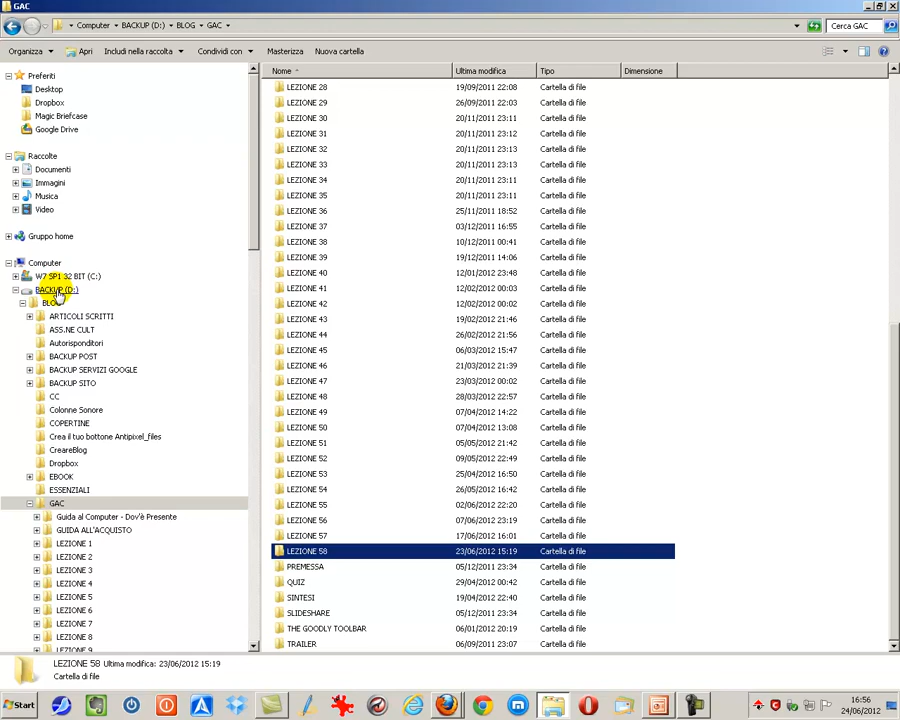 GAC
Computer ▸ BACKUP (D:) ▸ BLOG ▸ GAC ▸
Cerca GAC
Organizza Apri Includi nella raccolta Condividi con Masterizza Nuova cartella
Preferiti
Desktop
Dropbox
Magic Briefcase
Google Drive
Raccolte
Documenti
Immagini
Musica
Video
Gruppo home
Computer
W7 SP1 32 BIT (C:)
BACKUP (D:)
BLOG
ARTICOLI SCRITTI
ASS.NE CULT
Autorisponditori
BACKUP POST
BACKUP SERVIZI GOOGLE
BACKUP SITO
CC
Colonne Sonore
COPERTINE
Crea il tuo bottone Antipixel_files
CreareBlog
Dropbox
EBOOK
ESSENZIALI
GAC
Guida al Computer - Dov'è Presente
GUIDA ALL'ACQUISTO
LEZIONE 1
LEZIONE 2
LEZIONE 3
LEZIONE 4
LEZIONE 5
LEZIONE 6
LEZIONE 7
LEZIONE 8
LEZIONE 9
Nome Ultima modifica Tipo Dimensione
LEZIONE 28 19/09/2011 22:08 Cartella di file
LEZIONE 29 26/09/2011 22:03 Cartella di file
LEZIONE 30 20/11/2011 23:11 Cartella di file
LEZIONE 31 20/11/2011 23:12 Cartella di file
LEZIONE 32 20/11/2011 23:13 Cartella di file
LEZIONE 33 20/11/2011 23:13 Cartella di file
LEZIONE 34 20/11/2011 23:11 Cartella di file
LEZIONE 35 20/11/2011 23:11 Cartella di file
LEZIONE 36 25/11/2011 18:52 Cartella di file
LEZIONE 37 03/12/2011 16:55 Cartella di file
LEZIONE 38 10/12/2011 00:41 Cartella di file
LEZIONE 39 19/12/2011 14:06 Cartella di file
LEZIONE 40 12/01/2012 23:48 Cartella di file
LEZIONE 41 12/01/2012 00:03 Cartella di file
LEZIONE 42 12/01/2012 00:02 Cartella di file
LEZIONE 43 19/02/2012 21:46 Cartella di file
LEZIONE 44 26/02/2012 21:56 Cartella di file
LEZIONE 45 06/03/2012 15:47 Cartella di file
LEZIONE 46 21/03/2012 21:39 Cartella di file
LEZIONE 47 23/03/2012 00:02 Cartella di file
LEZIONE 48 28/03/2012 22:57 Cartella di file
LEZIONE 49 07/04/2012 14:22 Cartella di file
LEZIONE 50 07/04/2012 13:08 Cartella di file
LEZIONE 51 05/05/2012 21:42 Cartella di file
LEZIONE 52 09/05/2012 22:49 Cartella di file
LEZIONE 53 25/04/2012 16:50 Cartella di file
LEZIONE 54 26/05/2012 16:42 Cartella di file
LEZIONE 55 02/06/2012 22:20 Cartella di file
LEZIONE 56 07/06/2012 23:19 Cartella di file
LEZIONE 57 17/06/2012 16:01 Cartella di file
LEZIONE 58 23/06/2012 15:19 Cartella di file
PREMESSA 05/12/2011 23:34 Cartella di file
QUIZ 29/04/2012 00:42 Cartella di file
SINTESI 19/04/2012 22:40 Cartella di file
SLIDESHARE 05/12/2011 23:34 Cartella di file
THE GOODLY TOOLBAR 06/01/2012 20:19 Cartella di file
TRAILER 06/09/2011 23:07 Cartella di file
LEZIONE 58 Ultima modifica: 23/06/2012 15:19
Cartella di file
Start
16:56
24/06/2012